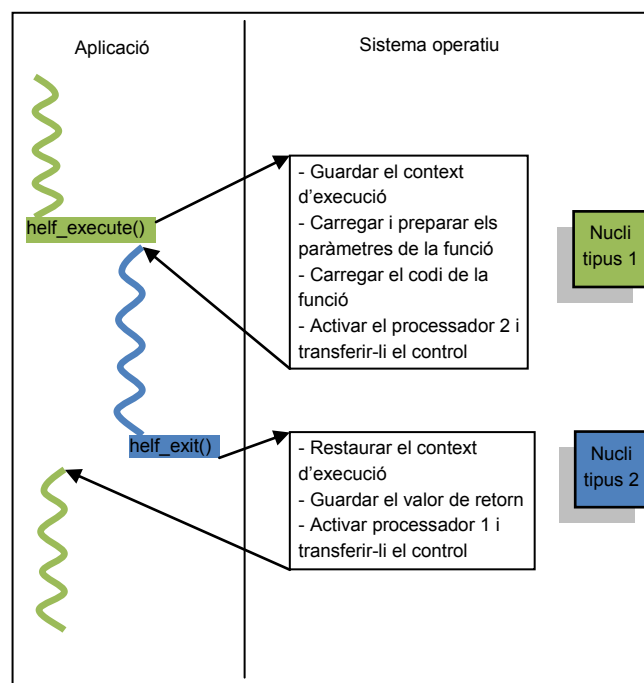 Aplicació
Sistema operatiu
helf_execute()
- Guardar el context
d'execució
- Carregar i preparar els
paràmetres de la funció
- Carregar el codi de la
funció
- Activar el processador 2 i
transferir-li el control
Nucli
tipus 1
helf_exit()
- Restaurar el context
d'execució
- Guardar el valor de retorn
- Activar processador 1 i
transferir-li el control
Nucli
tipus 2